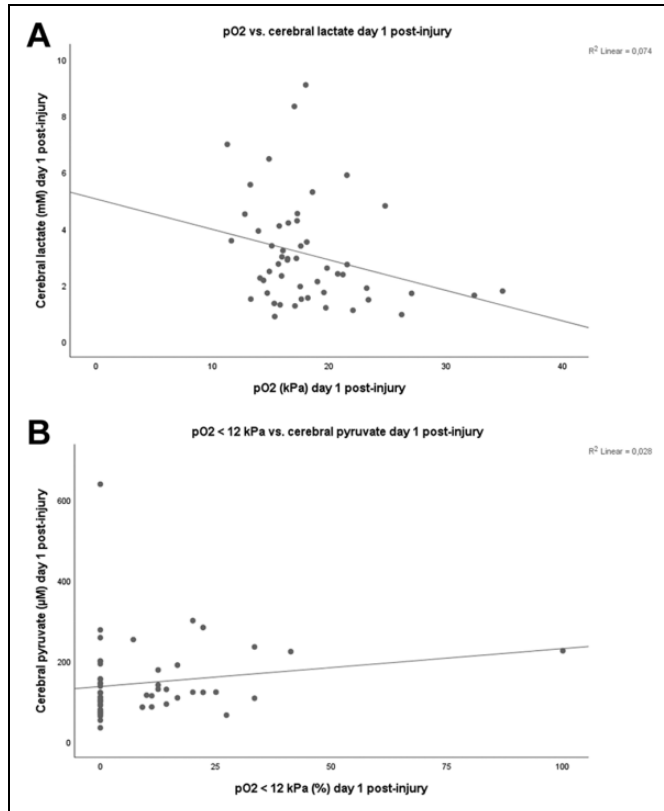 A
pO2 vs. cerebral lactate day 1 post-injury
R2 Linear = 0,074
10
8
6
4
2
0
Cerebral lactate (mM) day 1 post-injury
0 10 20 30 40
pO2 (kPa) day 1 post-injury
B
pO2 < 12 kPa vs. cerebral pyruvate day 1 post-injury
R2 Linear = 0,028
600
400
200
0
Cerebral pyruvate (µM) day 1 post-injury
0 25 50 75 100
pO2 < 12 kPa (%) day 1 post-injury